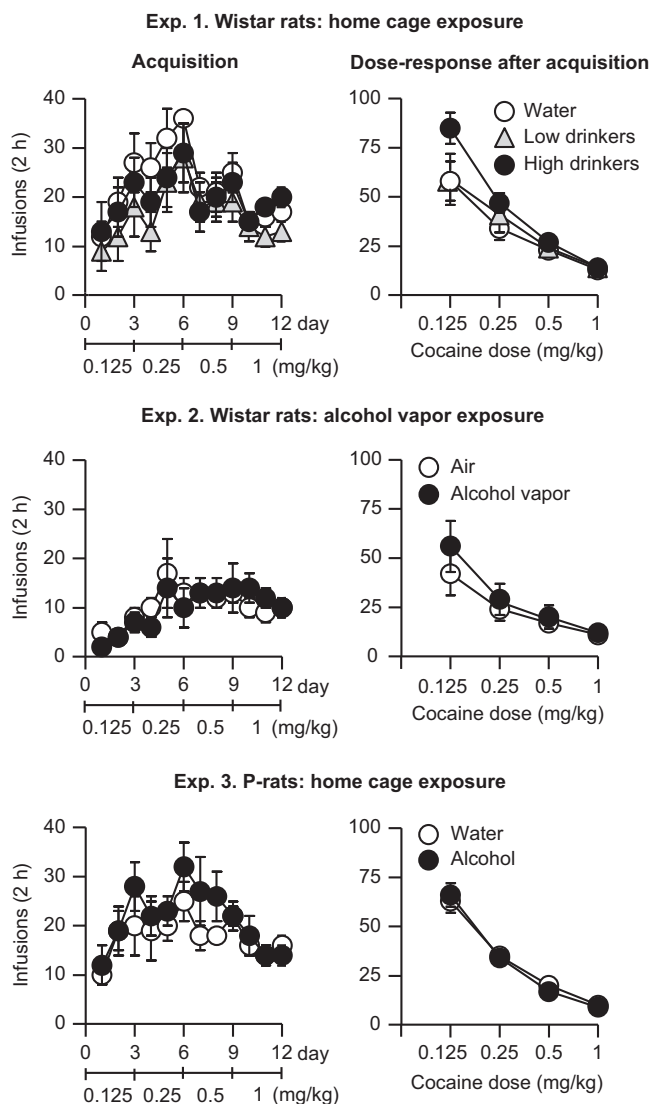 Exp. 1. Wistar rats: home cage exposure
Acquisition
Dose-response after acquisition
Infusions (2 h)
40
30
20
10
0
0 3 6 9 12 day
0.125 0.25 0.5 1 (mg/kg)
100
75
50
25
0
Water
Low drinkers
High drinkers
0.125 0.25 0.5 1
Cocaine dose (mg/kg)
Exp. 2. Wistar rats: alcohol vapor exposure
Infusions (2 h)
40
30
20
10
0
0 3 6 9 12 day
0.125 0.25 0.5 1 (mg/kg)
100
75
50
25
0
Air
Alcohol vapor
0.125 0.25 0.5 1
Cocaine dose (mg/kg)
Exp. 3. P-rats: home cage exposure
Infusions (2 h)
40
30
20
10
0
0 3 6 9 12 day
0.125 0.25 0.5 1 (mg/kg)
100
75
50
25
0
Water
Alcohol
0.125 0.25 0.5 1
Cocaine dose (mg/kg)